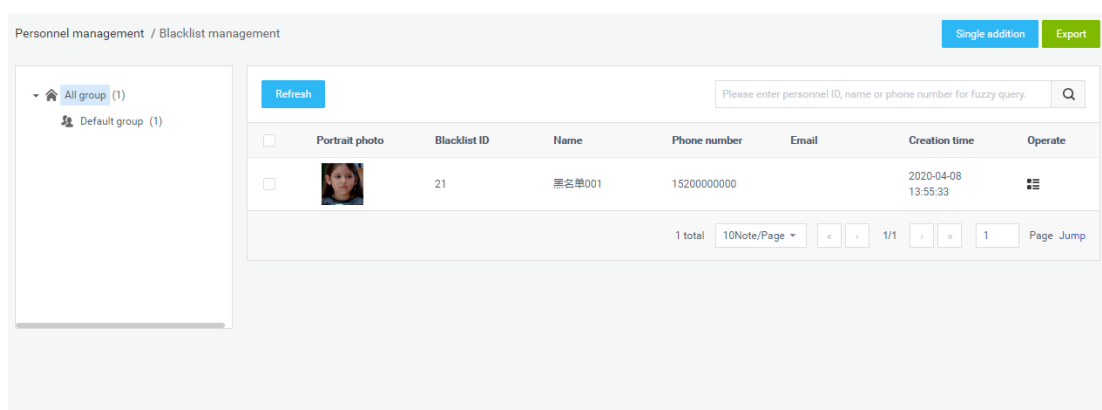 Personnel management / Blacklist management
Single addition
Export
All group (1)
Default group (1)
Refresh
Please enter personnel ID, name or phone number for fuzzy query.
Portrait photo Blacklist ID Name Phone number Email Creation time Operate
21 黑名单001 15200000000 2020-04-08
13:55:33
1 total 10Note/Page « ‹ 1/1 › » 1 Page Jump